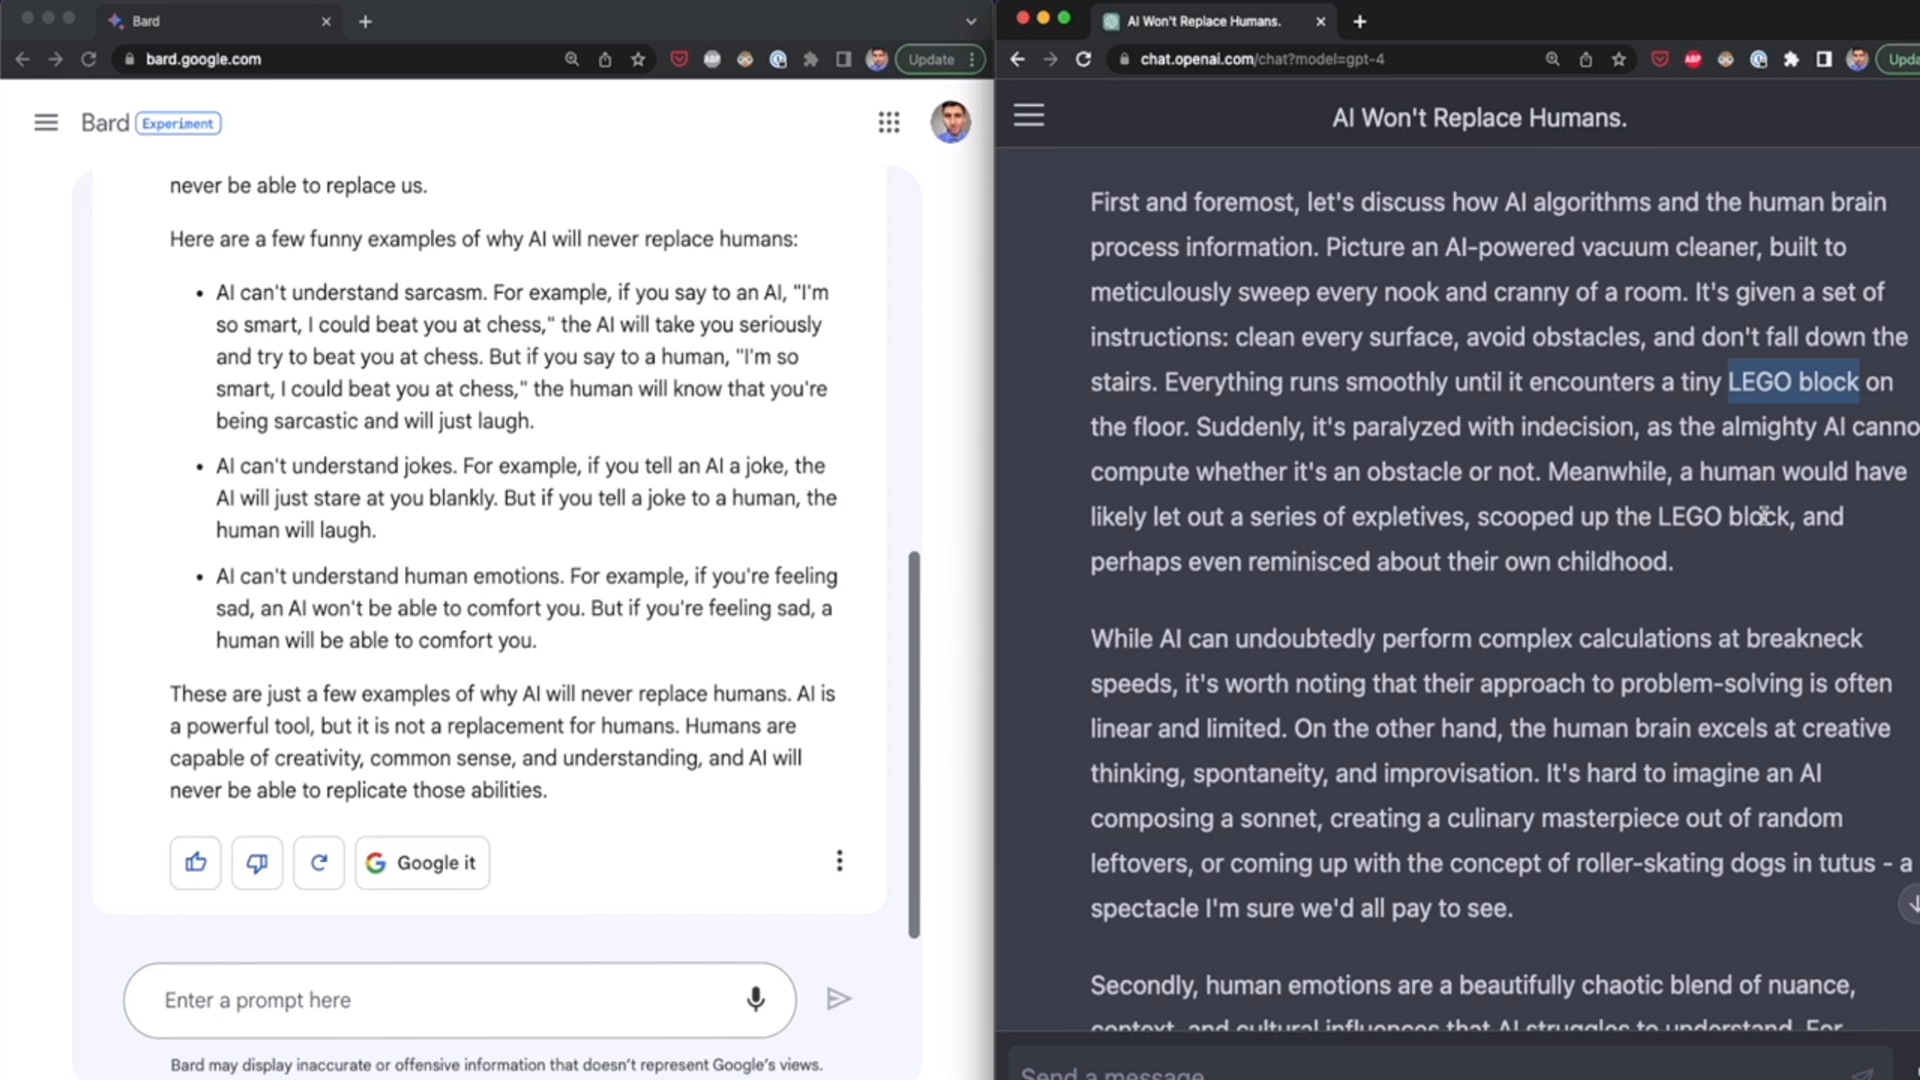 Bard
bard.google.com
Update
Bard Experiment
never be able to replace us.
Here are a few funny examples of why AI will never replace humans:
• AI can't understand sarcasm. For example, if you say to an AI, "I'm
so smart, I could beat you at chess," the AI will take you seriously
and try to beat you at chess. But if you say to a human, "I'm so
smart, I could beat you at chess," the human will know that you're
being sarcastic and will just laugh.
• AI can't understand jokes. For example, if you tell an AI a joke, the
AI will just stare at you blankly. But if you tell a joke to a human, the
human will laugh.
• AI can't understand human emotions. For example, if you're feeling
sad, an AI won't be able to comfort you. But if you're feeling sad, a
human will be able to comfort you.
These are just a few examples of why AI will never replace humans. AI is
a powerful tool, but it is not a replacement for humans. Humans are
capable of creativity, common sense, and understanding, and AI will
never be able to replicate those abilities.
Google it
Enter a prompt here
Bard may display inaccurate or offensive information that doesn't represent Google's views.
AI Won't Replace Humans.
chat.openai.com/chat?model=gpt-4
ABP
Upda
AI Won't Replace Humans.
First and foremost, let's discuss how AI algorithms and the human brain
process information. Picture an AI-powered vacuum cleaner, built to
meticulously sweep every nook and cranny of a room. It's given a set of
instructions: clean every surface, avoid obstacles, and don't fall down the
stairs. Everything runs smoothly until it encounters a tiny LEGO block on
the floor. Suddenly, it's paralyzed with indecision, as the almighty AI canno
compute whether it's an obstacle or not. Meanwhile, a human would have
likely let out a series of expletives, scooped up the LEGO block, and
perhaps even reminisced about their own childhood.
While AI can undoubtedly perform complex calculations at breakneck
speeds, it's worth noting that their approach to problem-solving is often
linear and limited. On the other hand, the human brain excels at creative
thinking, spontaneity, and improvisation. It's hard to imagine an AI
composing a sonnet, creating a culinary masterpiece out of random
leftovers, or coming up with the concept of roller-skating dogs in tutus - a
spectacle I'm sure we'd all pay to see.
Secondly, human emotions are a beautifully chaotic blend of nuance,
context, and cultural influences that AI struggles to understand. For
Send a message